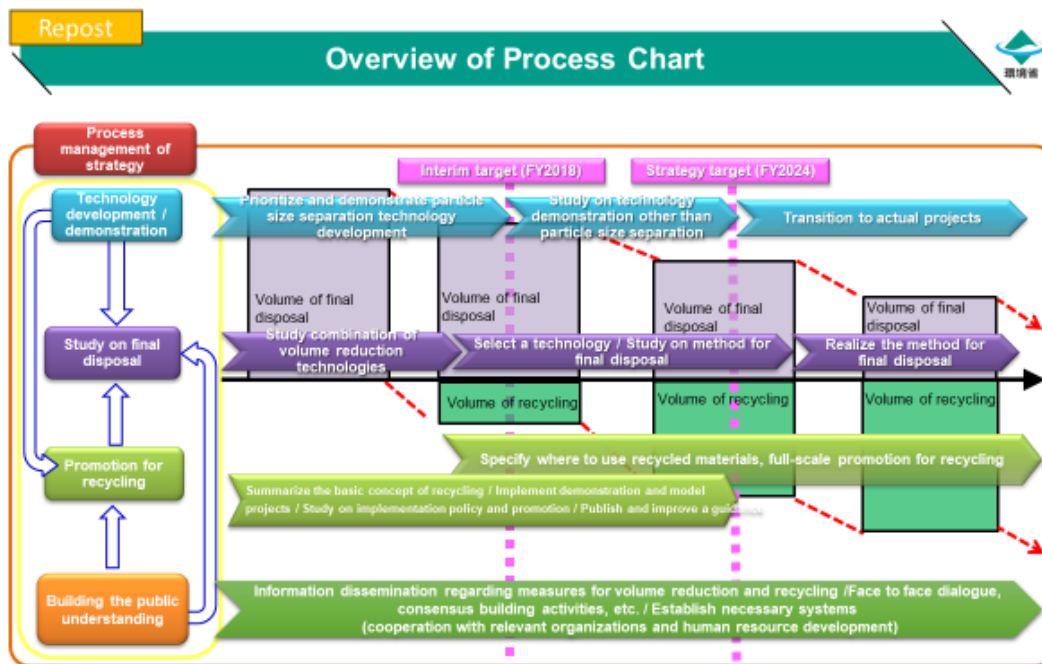 Repost
Overview of Process Chart
環境省
Process
management of
strategy
Interim target (FY2018)
Strategy target (FY2024)
Technology
development /
demonstration
Prioritize and demonstrate particle
size separation technology
development
Study on technology
demonstration other than
particle size separation
Transition to actual projects
Volume of final
disposal
Volume of final
disposal
Volume of final
disposal
Volume of final
disposal
Study on final
disposal
Study combination of
volume reduction
technologies
Select a technology / Study on method for
final disposal
Realize the method for
final disposal
Volume of recycling
Volume of recycling
Volume of recycling
Promotion for
recycling
Specify where to use recycled materials, full-scale promotion for recycling
Summarize the basic concept of recycling / Implement demonstration and model
projects / Study on implementation policy and promotion / Publish and improve a guidance
Building the public
understanding
Information dissemination regarding measures for volume reduction and recycling /Face to face dialogue,
consensus building activities, etc. / Establish necessary systems
(cooperation with relevant organizations and human resource development)